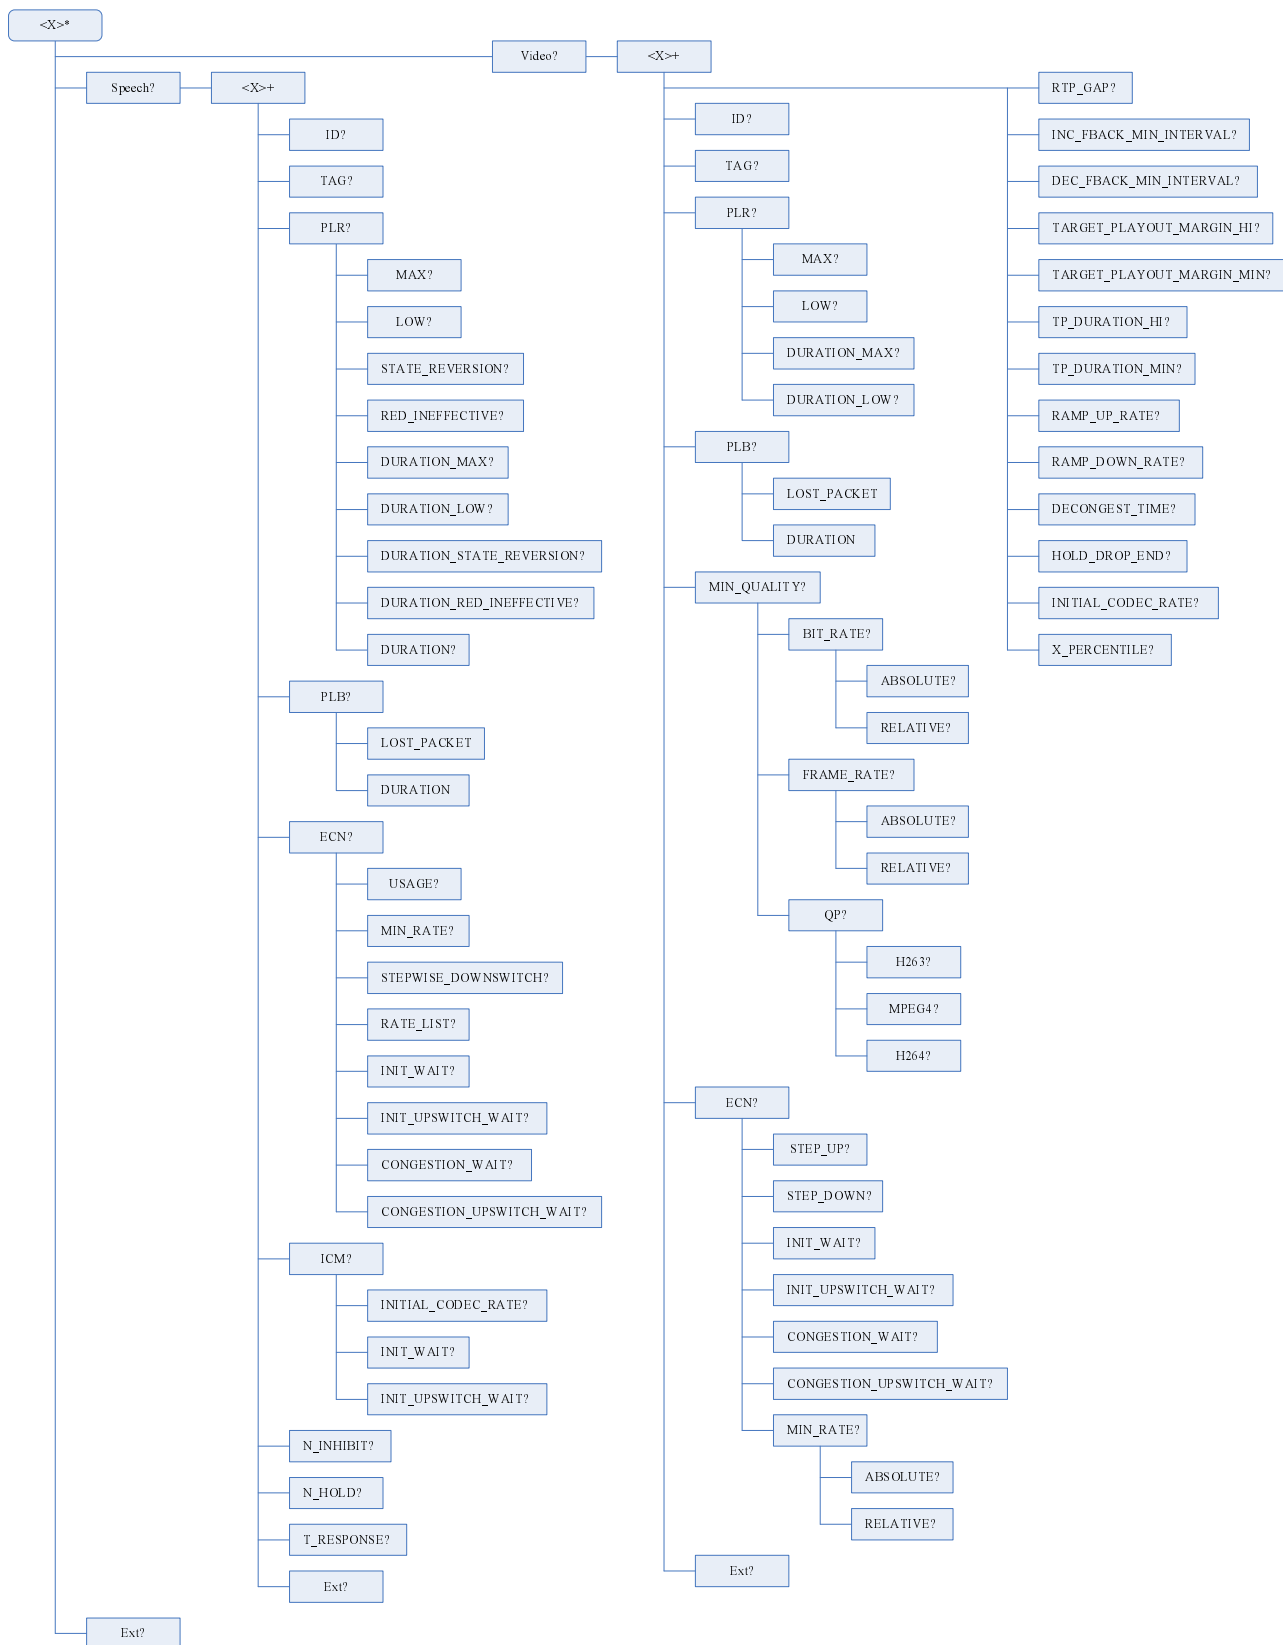 <X>*
Video?
<X>+
Speech?
<X>+
ID?
TAG?
PLR?
MAX?
LOW?
STATE_REVERSION?
RED_INEFFECTIVE?
DURATION_MAX?
DURATION_LOW?
DURATION_STATE_REVERSION?
DURATION_RED_INEFFECTIVE?
DURATION?
PLB?
LOST_PACKET
DURATION
ECN?
USAGE?
MIN_RATE?
STEPWISE_DOWNSWITCH?
RATE_LIST?
INIT_WAIT?
INIT_UPSWITCH_WAIT?
CONGESTION_WAIT?
CONGESTION_UPSWITCH_WAIT?
ICM?
INITIAL_CODEC_RATE?
INIT_WAIT?
INIT_UPSWITCH_WAIT?
N_INHIBIT?
N_HOLD?
T_RESPONSE?
Ext?
Ext?
ID?
TAG?
PLR?
MAX?
LOW?
DURATION_MAX?
DURATION_LOW?
PLB?
LOST_PACKET
DURATION
MIN_QUALITY?
BIT_RATE?
ABSOLUTE?
RELATIVE?
FRAME_RATE?
ABSOLUTE?
RELATIVE?
QP?
H263?
MPEG4?
H264?
ECN?
STEP_UP?
STEP_DOWN?
INIT_WAIT?
INIT_UPSWITCH_WAIT?
CONGESTION_WAIT?
CONGESTION_UPSWITCH_WAIT?
MIN_RATE?
ABSOLUTE?
RELATIVE?
Ext?
RTP_GAP?
INC_FBACK_MIN_INTERVAL?
DEC_FBACK_MIN_INTERVAL?
TARGET_PLAYOUT_MARGIN_HI?
TARGET_PLAYOUT_MARGIN_MIN?
TP_DURATION_HI?
TP_DURATION_MIN?
RAMP_UP_RATE?
RAMP_DOWN_RATE?
DECONGEST_TIME?
HOLD_DROP_END?
INITIAL_CODEC_RATE?
X_PERCENTILE?